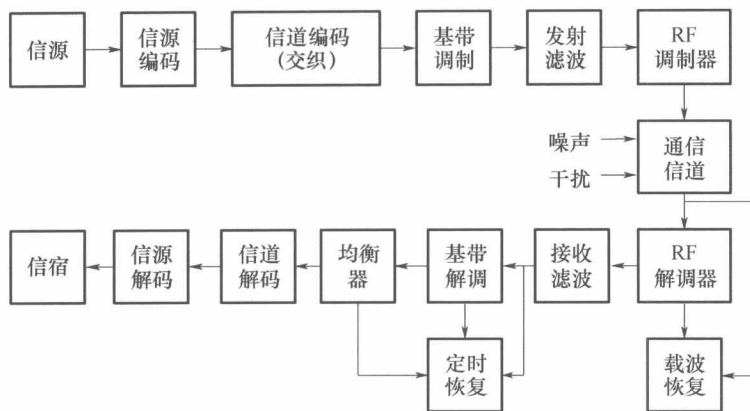 信源
信源
编码
信道编码
(交织)
基带
调制
发射
滤波
RF
调制器
噪声
干扰
通信
信道
信宿
信源
解码
信道
解码
均衡
器
基带
解调
接收
滤波
RF
解调器
定时
恢复
载波
恢复